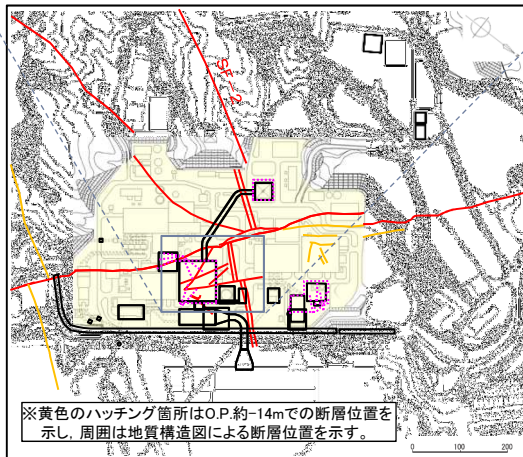 SF-2
※黄色のハッチング箇所はO.P.約-14mでの断層位置を
示し，周囲は地質構造図による断層位置を示す。
0 100 200